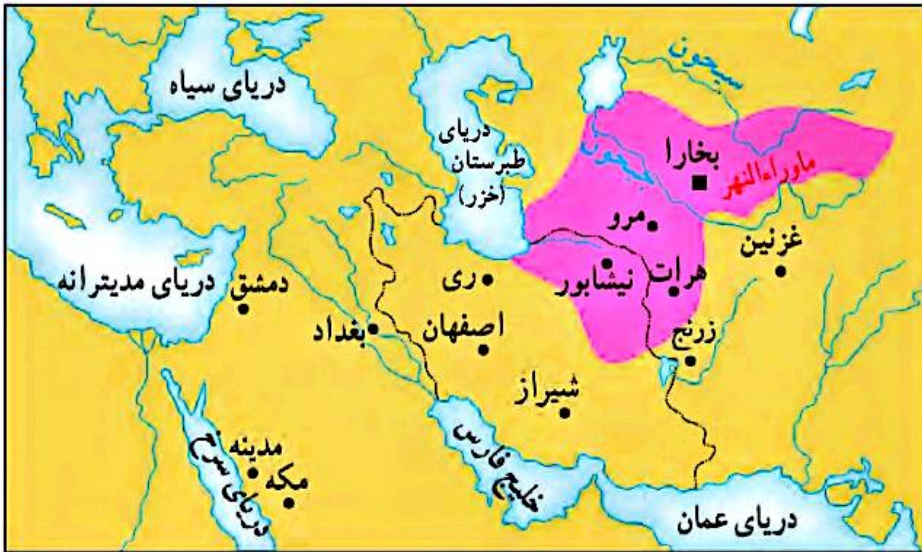 دریای سیاه
دریای
طبرستان
(خزر)
سیحون
جیحون
بخارا
ماوراءالنهر
مرو
غزنین
دریای مدیترانه
دمشق
ری
نیشابور
هرات
بغداد
اصفهان
زرنج
شیراز
مدینه
مکه
دریای سرخ
خلیج فارس
دریای عمان